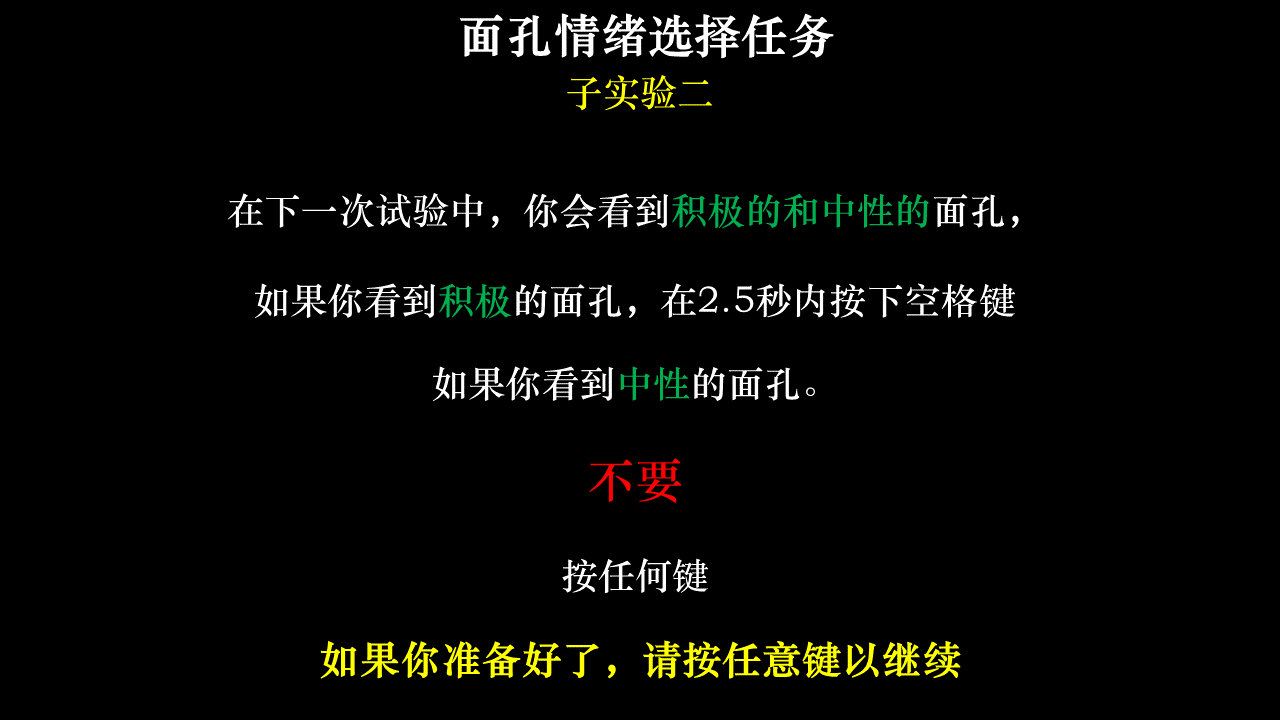 面孔情绪选择任务
子实验二
在下一次试验中，你会看到积极的和中性的面孔，
如果你看到积极的面孔，在2.5秒内按下空格键
如果你看到中性的面孔。
不要
按任何键
如果你准备好了，请按任意键以继续